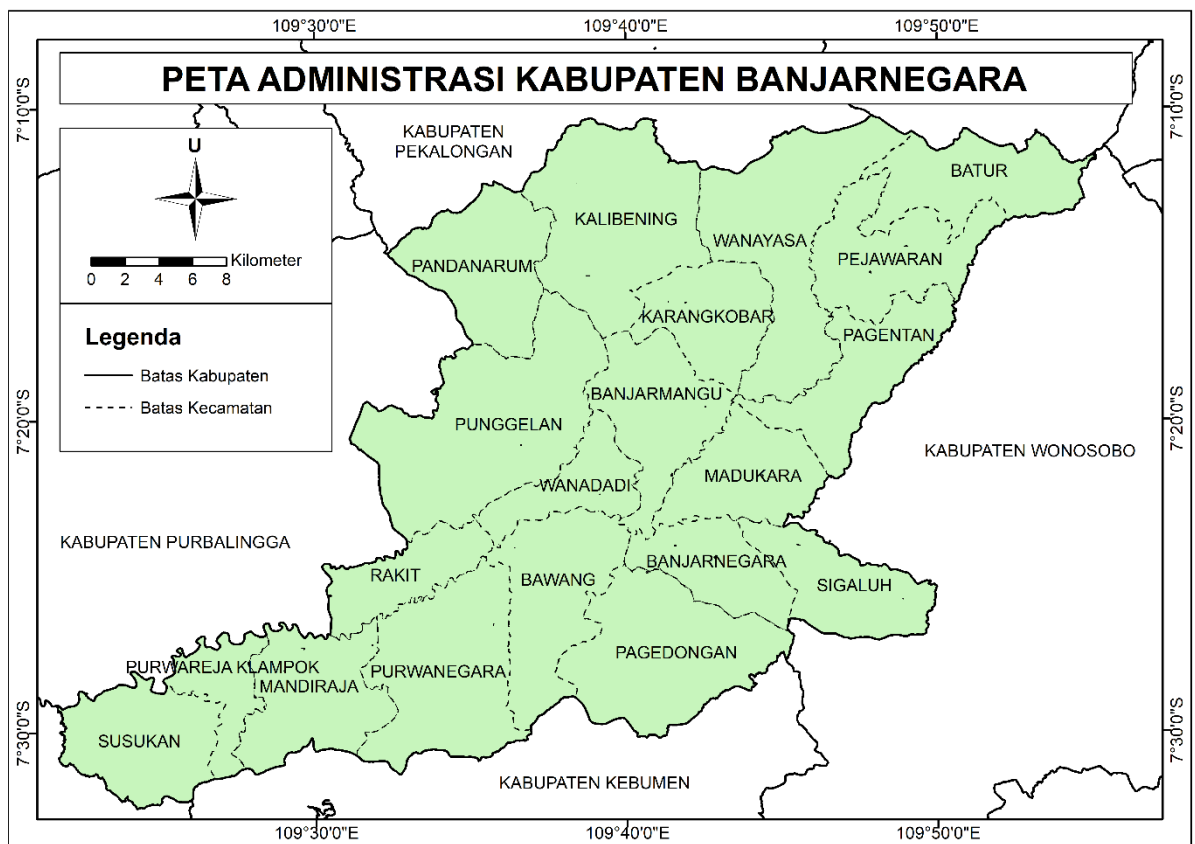 109°30'0"E
109°40'0"E
109°50'0"E
PETA ADMINISTRASI KABUPATEN BANJARNEGARA
7°10'0"S
7°10'0"S
KABUPATEN
PEKALONGAN
U
BATUR
KALIBENING
WANAYASA
PEJAWARAN
PANDANARUM
Kilometer
0 2 4 6 8
KARANGKOBAR
PAGENTAN
Legenda
Batas Kabupaten
Batas Kecamatan
BANJARMANGU
PUNGGELAN
7°20'0"S
7°20'0"S
KABUPATEN WONOSOBO
MADUKARA
WANADADI
KABUPATEN PURBALINGGA
BANJARNEGARA
RAKIT
BAWANG
SIGALUH
PAGEDONGAN
PURWAREJA KLAMPOK
PURWANEGARA
MANDIRAJA
SUSUKAN
7°30'0"S
7°30'0"S
KABUPATEN KEBUMEN
109°30'0"E
109°40'0"E
109°50'0"E